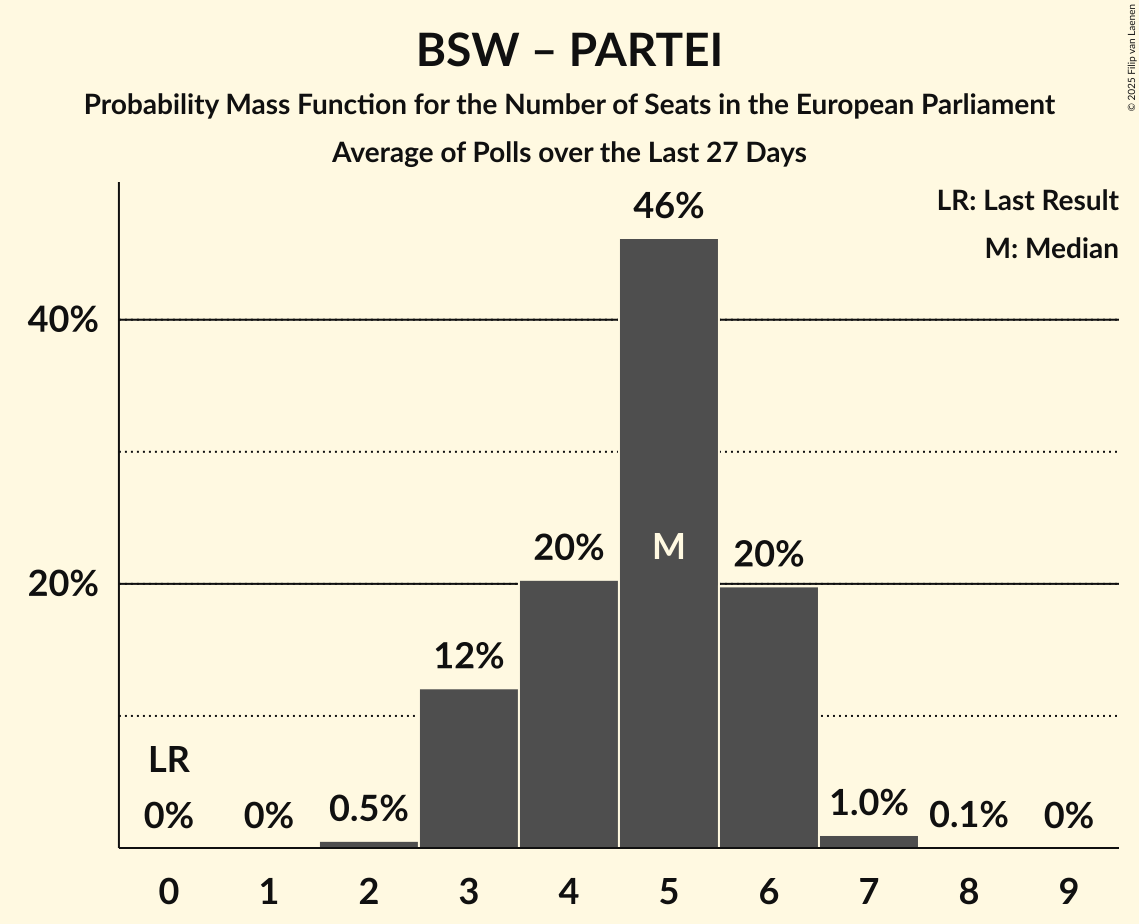 BSW – PARTEI
Probability Mass Function for the Number of Seats in the European Parliament
Average of Polls over the Last 27 Days
© 2025 Filip van Laenen
LR: Last Result
M: Median
46%
40%
20%
M
20%
20%
12%
LR
0%
0%
0.5%
1.0%
0.1%
0%
0 1 2 3 4 5 6 7 8 9